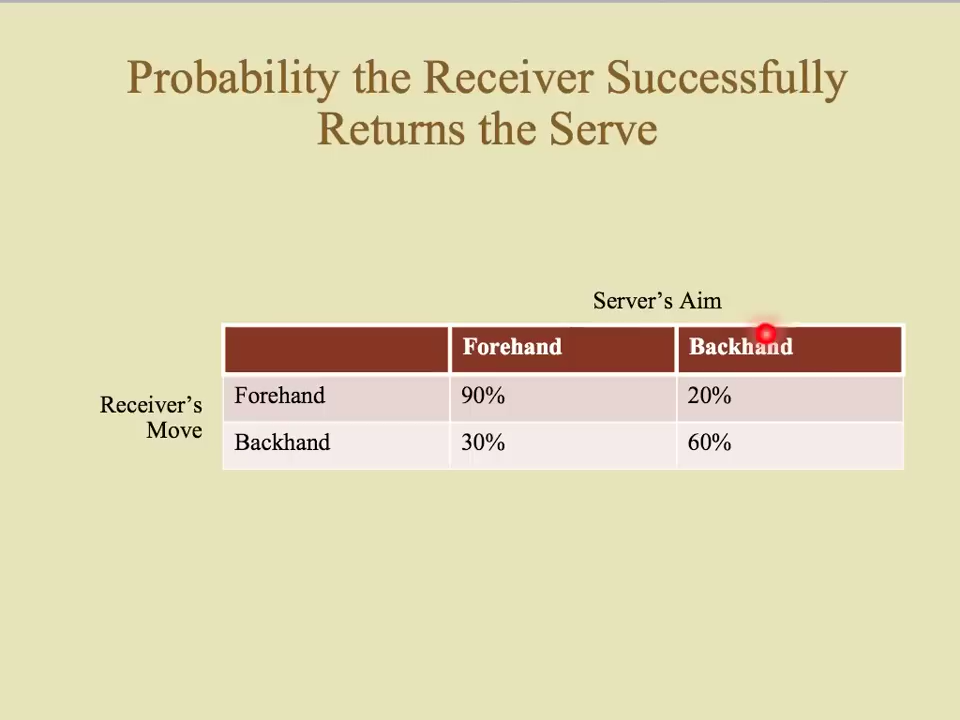 Probability the Receiver Successfully
Returns the Serve
Server’s Aim
Forehand Backhand
Receiver’s
Move
Forehand 90% 20%
Backhand 30% 60%